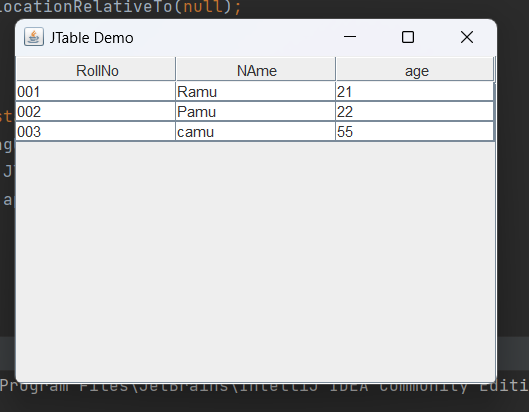 LocationRelativeTo(null);
JTable Demo
RollNo NAme age
001 Ramu 21
002 Pamu 22
003 camu 55
Program Files\JetBrains\IntelliJ IDEA Community Editi